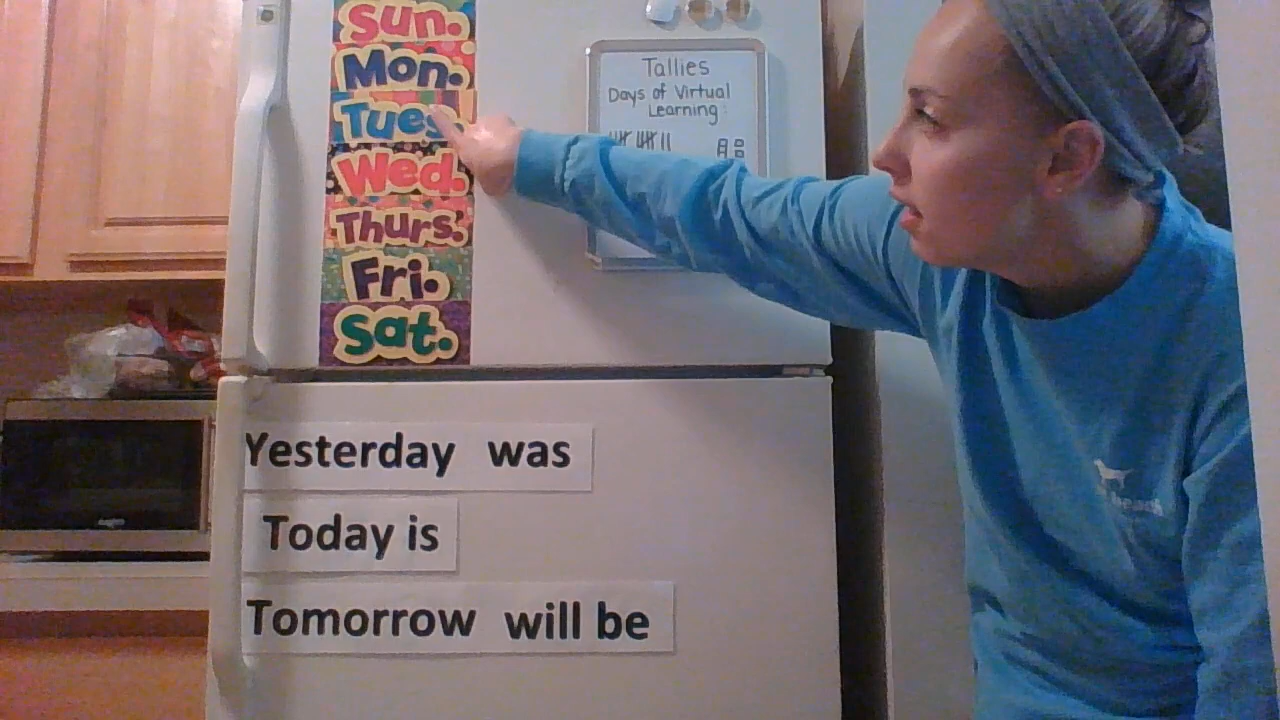 Sun.
Mon.
Tues.
Wed.
Thurs.
Fri.
Sat.
Tallies
Days of Virtual
Learning:
Yesterday was
Today is
Tomorrow will be